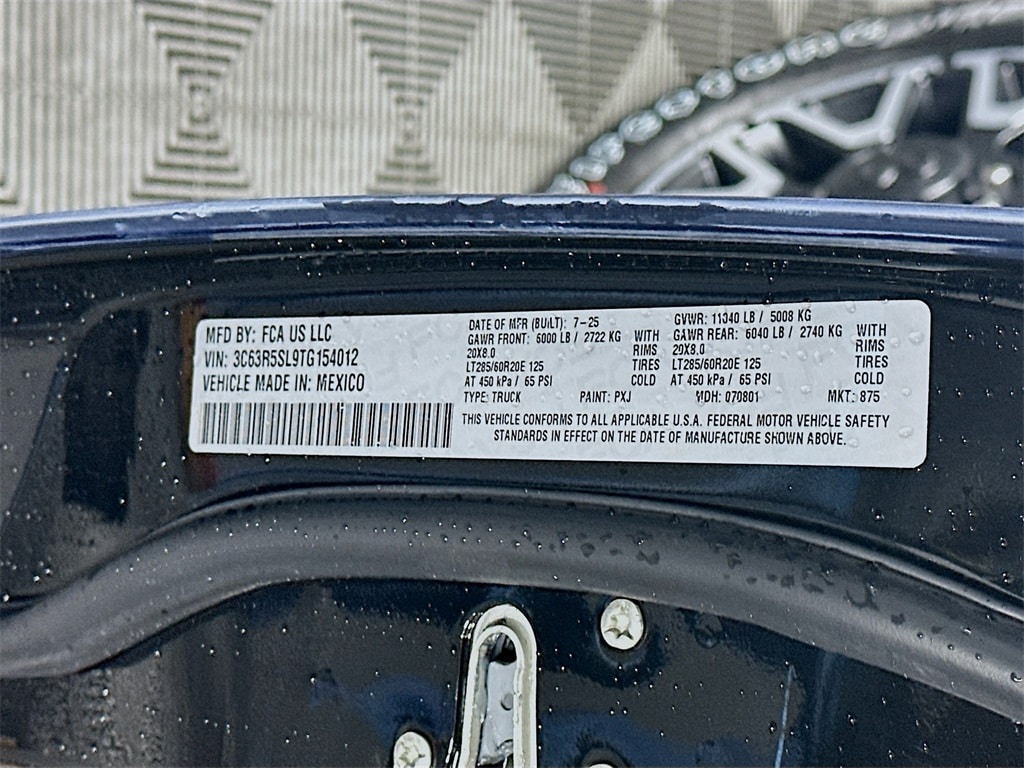 MFD BY: FCA US LLC
VIN: 3C63R5SL9TG154012
VEHICLE MADE IN: MEXICO
DATE OF MFR (BUILT): 7-25
GAWR FRONT: 6000 LB / 2722 KG WITH
20X8.0 RIMS
LT285/60R20E 125 TIRES
AT 450 kPa / 65 PSI COLD
GVWR: 11040 LB / 5008 KG
GAWR REAR: 6040 LB / 2740 KG WITH
20X8.0 RIMS
LT285/60R20E 125 TIRES
AT 450 kPa / 65 PSI COLD
TYPE: TRUCK PAINT: PXJ MDH: 070801 MKT: 875
THIS VEHICLE CONFORMS TO ALL APPLICABLE U.S.A. FEDERAL MOTOR VEHICLE SAFETY
STANDARDS IN EFFECT ON THE DATE OF MANUFACTURE SHOWN ABOVE.